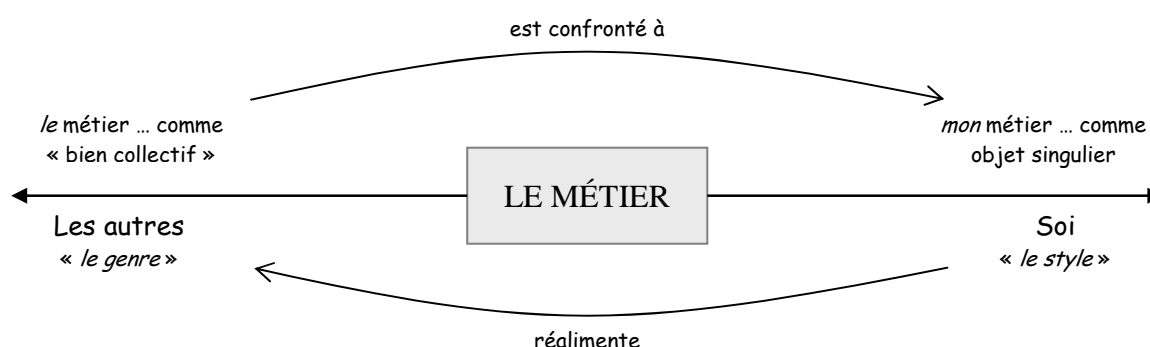 est confronté à
le métier … comme
« bien collectif »
mon métier … comme
objet singulier
LE MÉTIER
Les autres
« le genre »
Soi
« le style »
réalimente